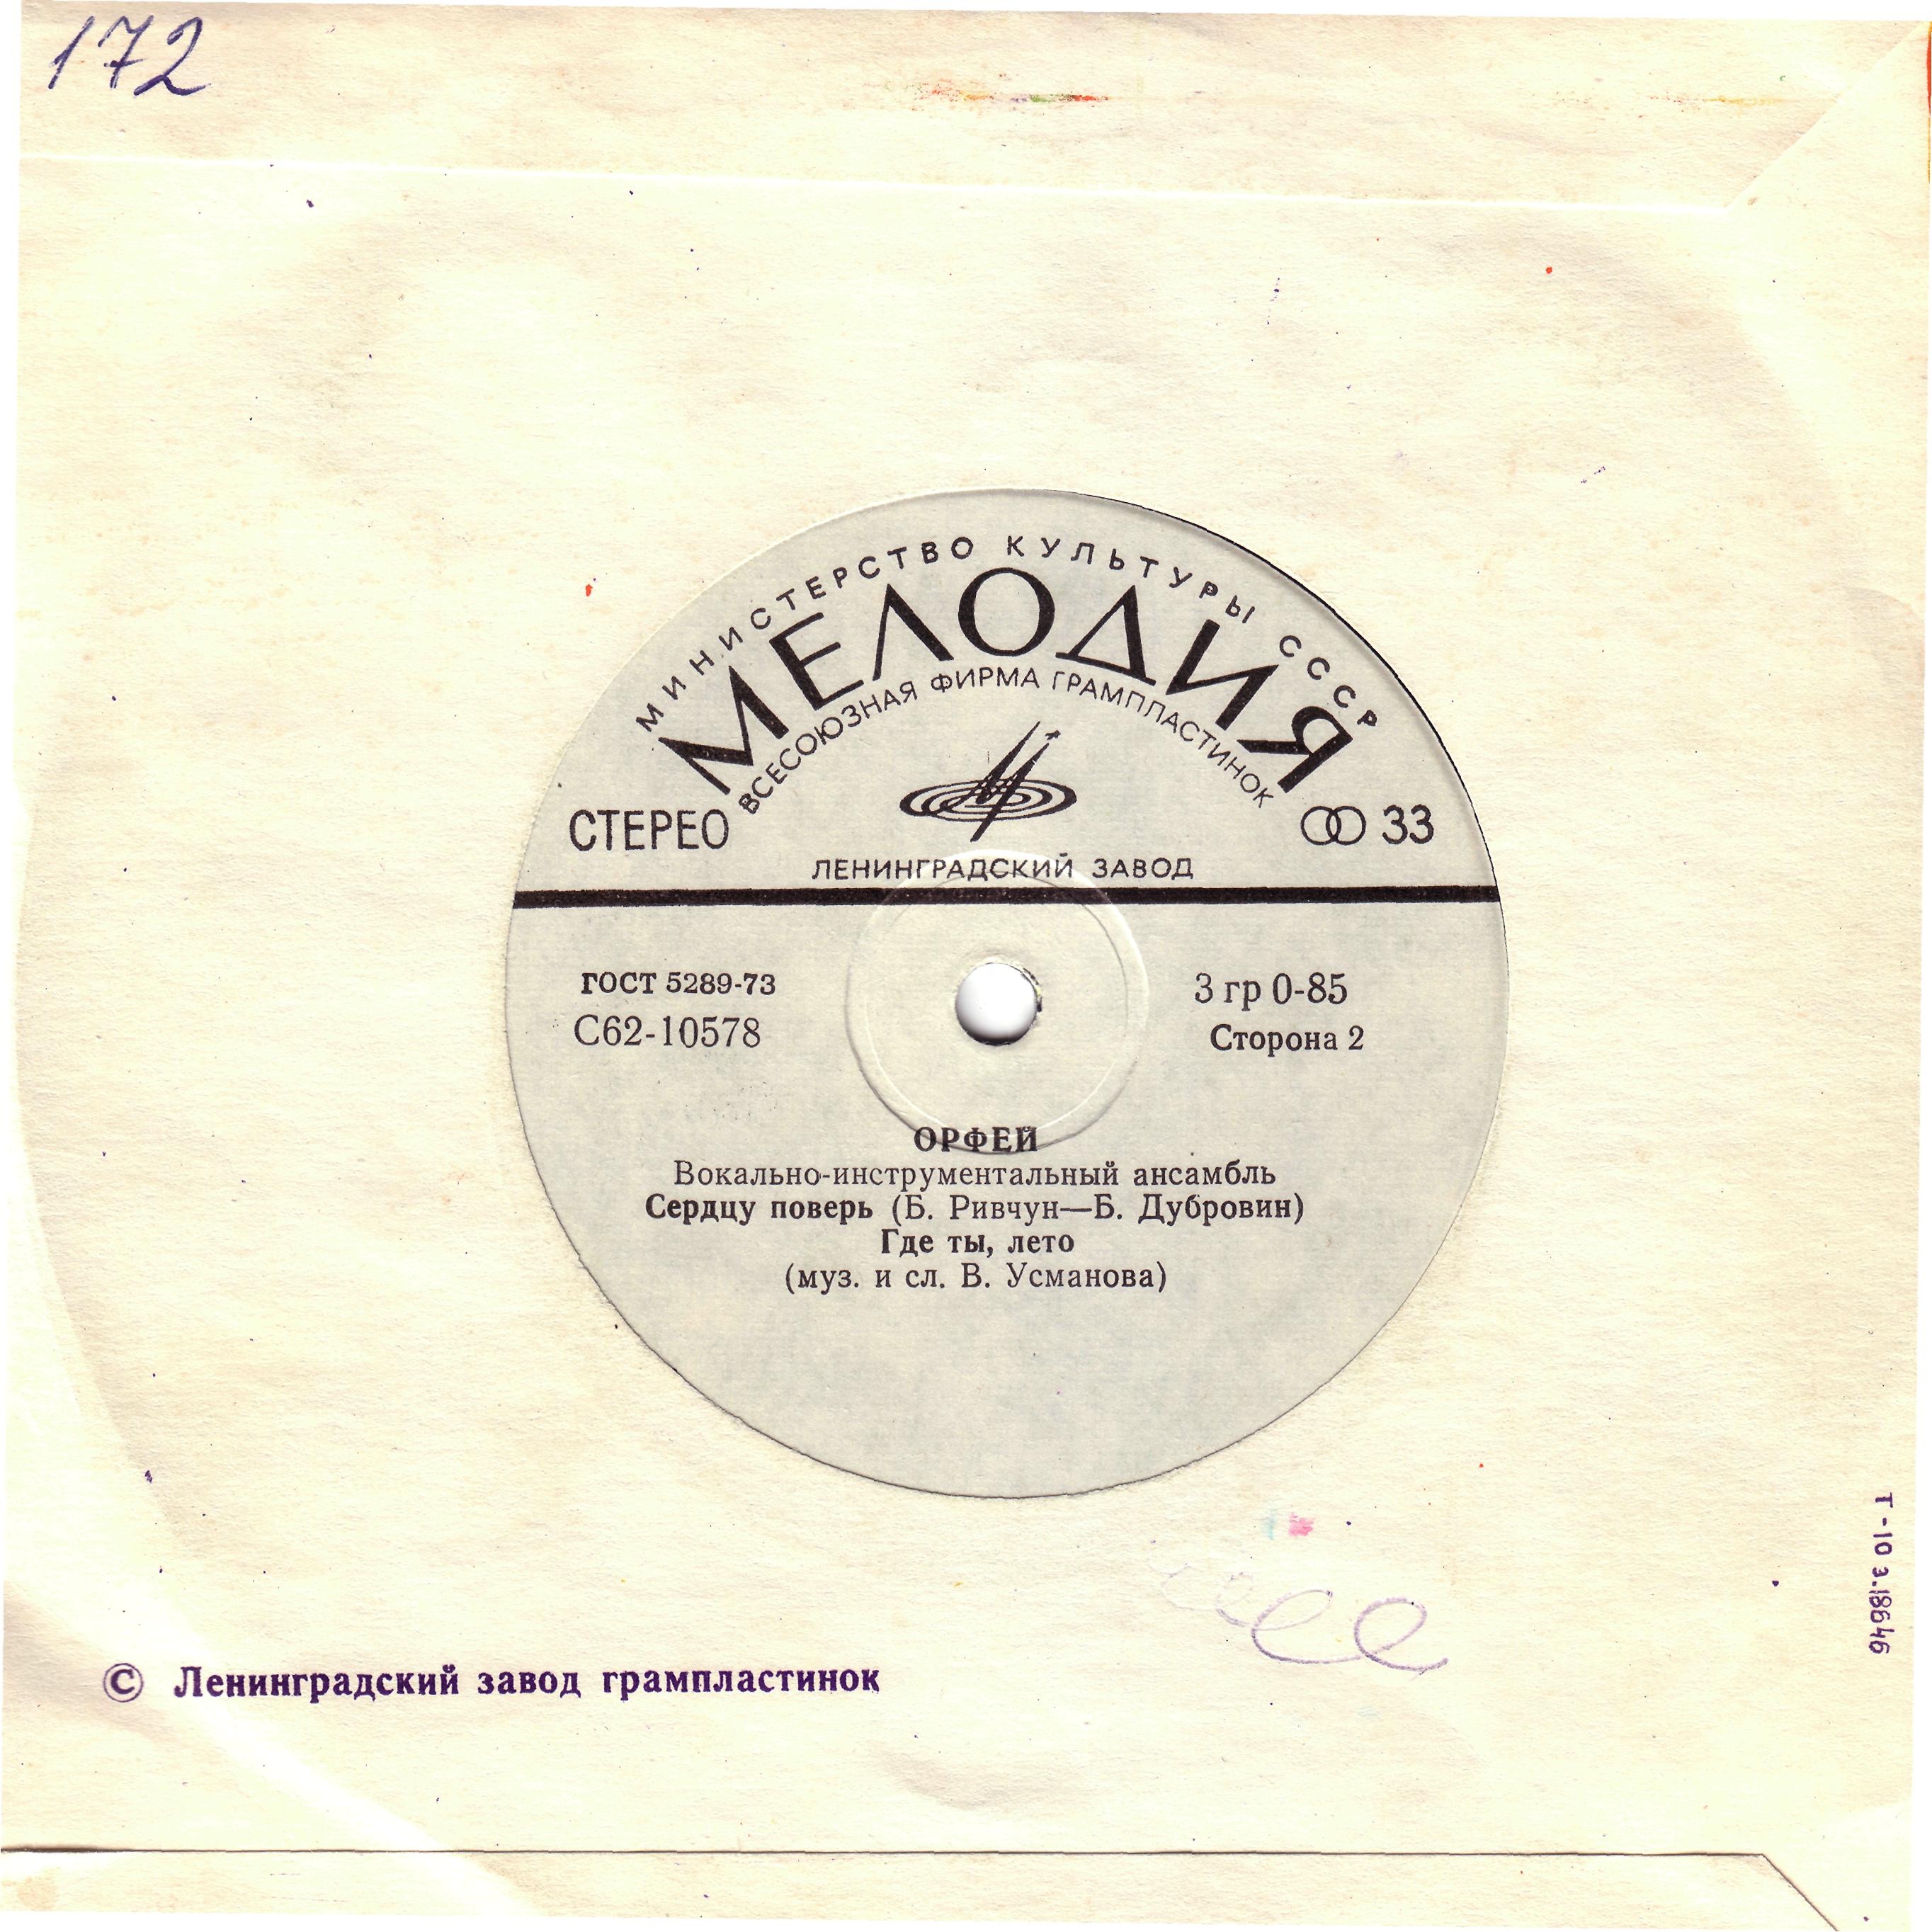 172
МИНИСТЕРСТВО КУЛЬТУРЫ СССР
МЕЛОДИЯ
ВСЕСОЮЗНАЯ ФИРМА ГРАМПЛАСТИНОК
СТЕРЕО
33
ЛЕНИНГРАДСКИЙ ЗАВОД
ГОСТ 5289-73
3 гр 0-85
С62-10578
Сторона 2
ОРФЕЙ
Вокально-инструментальный ансамбль
Сердцу поверь (Б. Ривчун—Б. Дубровин)
Где ты, лето
(муз. и сл. В. Усманова)
Т-10 з.18646
© Ленинградский завод грампластинок